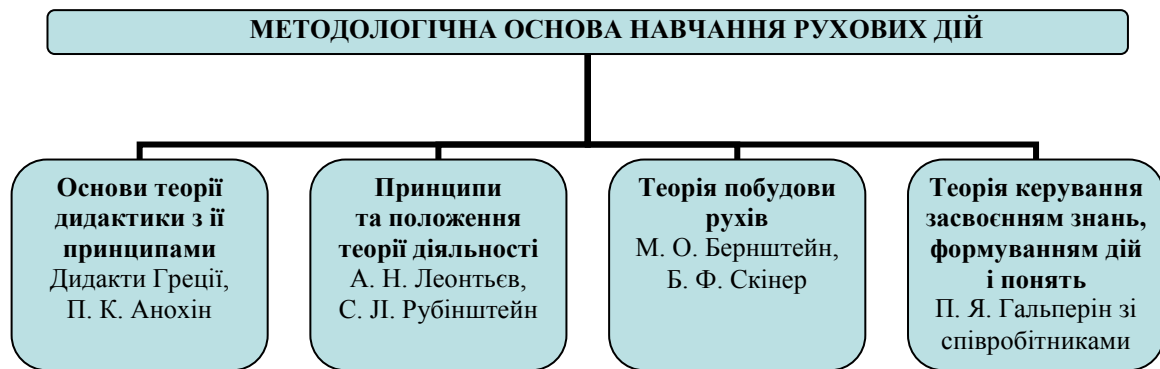 МЕТОДОЛОГІЧНА ОСНОВА НАВЧАННЯ РУХОВИХ ДІЙ
Основи теорії
дидактики з її
принципами
Дидакти Греції,
П. К. Анохін
Принципи
та положення
теорії діяльності
А. Н. Леонтьєв,
С. Л. Рубінштейн
Теорія побудови
рухів
М. О. Бернштейн,
Б. Ф. Скінер
Теорія керування
засвоєнням знань,
формуванням дій
і понять
П. Я. Гальперін зі
співробітниками